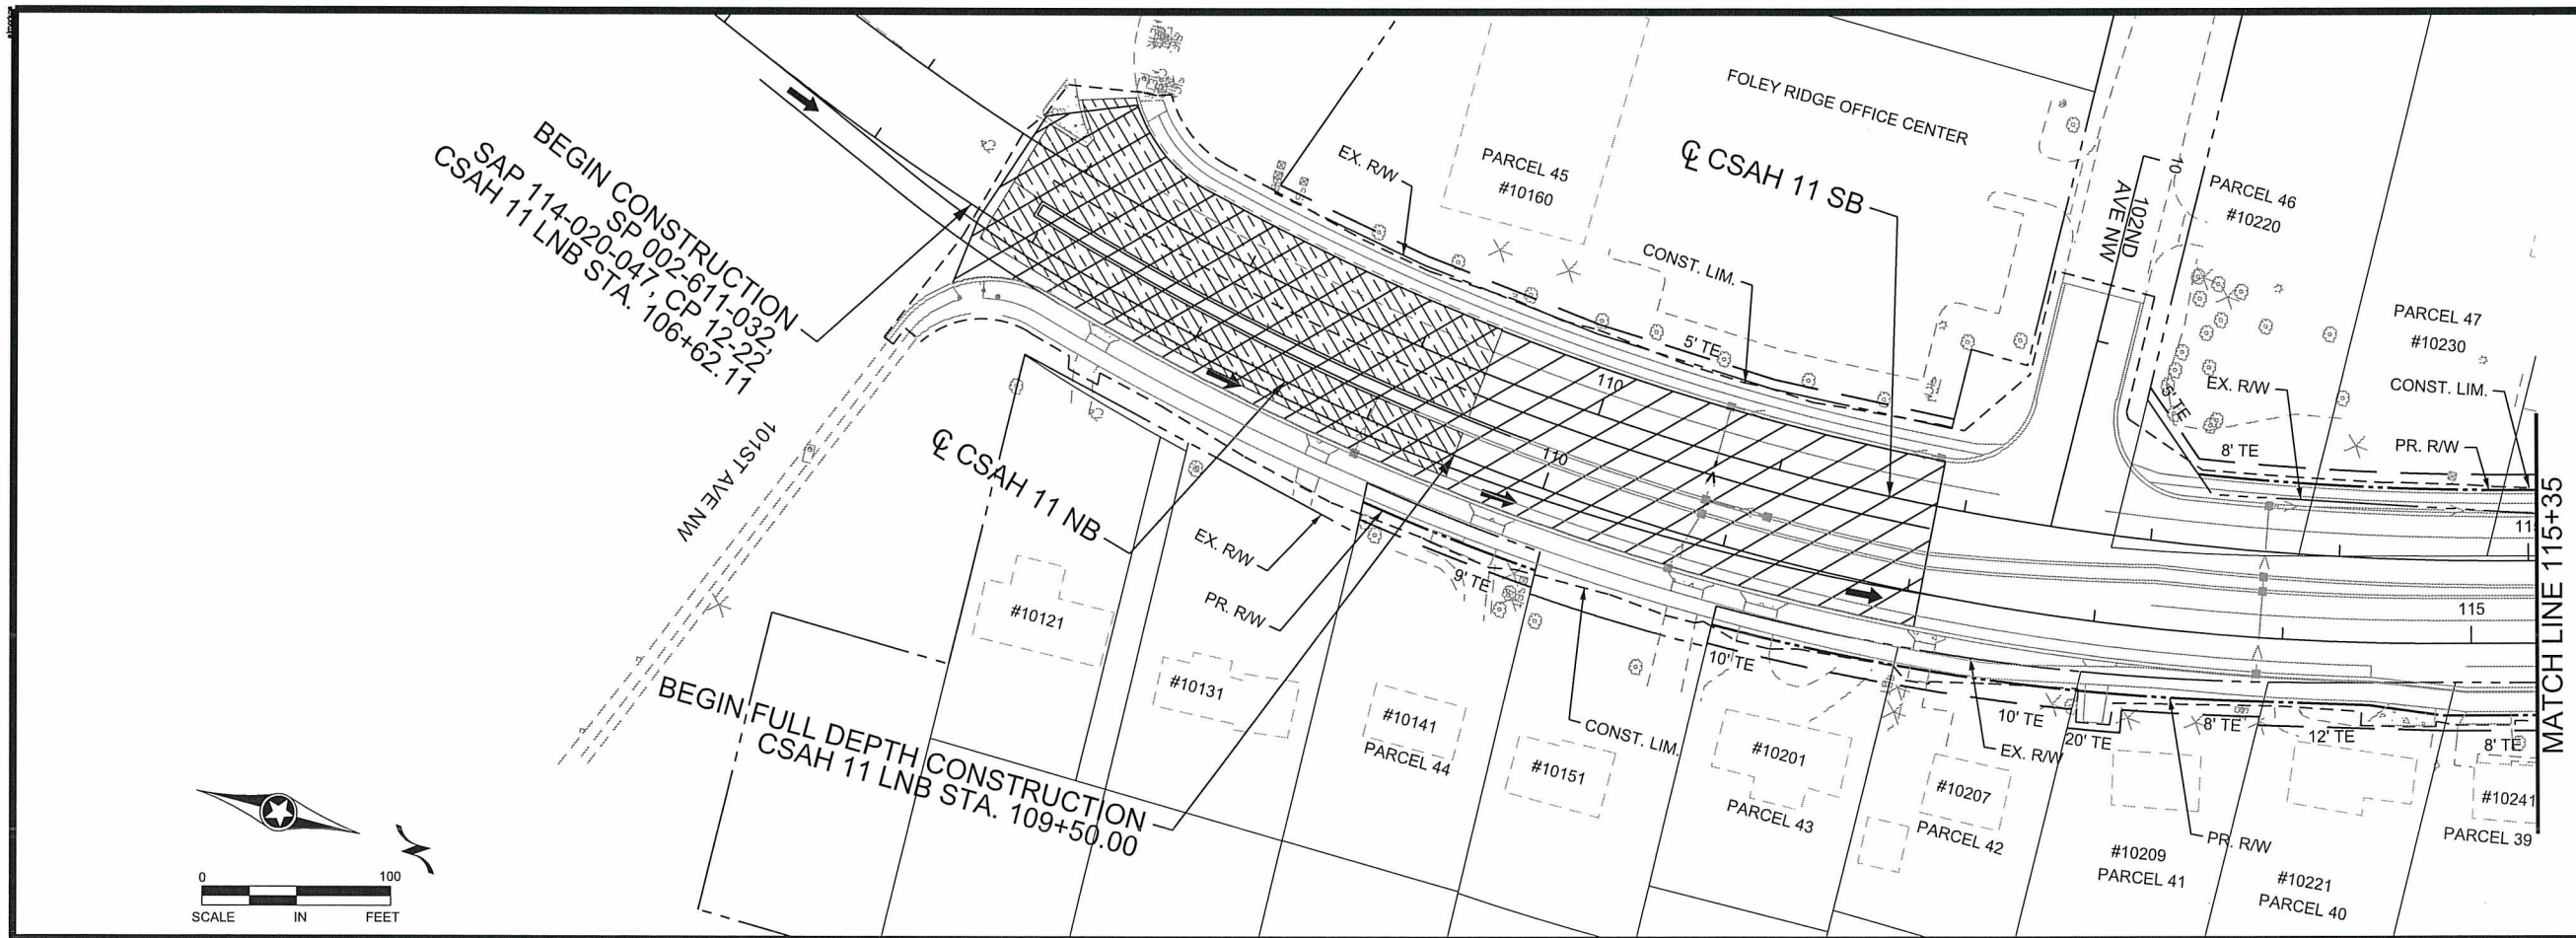 BEGIN CONSTRUCTION
SP 002-611-032,
SAP 114-020-047, CP 12-22
CSAH 11 LNB STA. 106+62.11
EX. R/W
PARCEL 45
#10160
FOLEY RIDGE OFFICE CENTER
℄ CSAH 11 SB
CONST. LIM.
5' TE
110
110
102ND
AVE NW
10
PARCEL 46
#10220
PARCEL 47
#10230
EX. R/W
CONST. LIM.
5' TE
8' TE
PR. R/W
11
115
MATCH LINE 115+35
101ST AVE NW
℄ CSAH 11 NB
EX. R/W
PR. R/W
9' TE
10' TE
CONST. LIM.
10' TE
EX. R/W
20' TE
8' TE
12' TE
8' TE
PR. R/W
#10121
#10131
#10141
PARCEL 44
#10151
#10201
PARCEL 43
#10207
PARCEL 42
#10209
PARCEL 41
#10221
PARCEL 40
#10241
PARCEL 39
BEGIN FULL DEPTH CONSTRUCTION
CSAH 11 LNB STA. 109+50.00
0 100
SCALE IN FEET